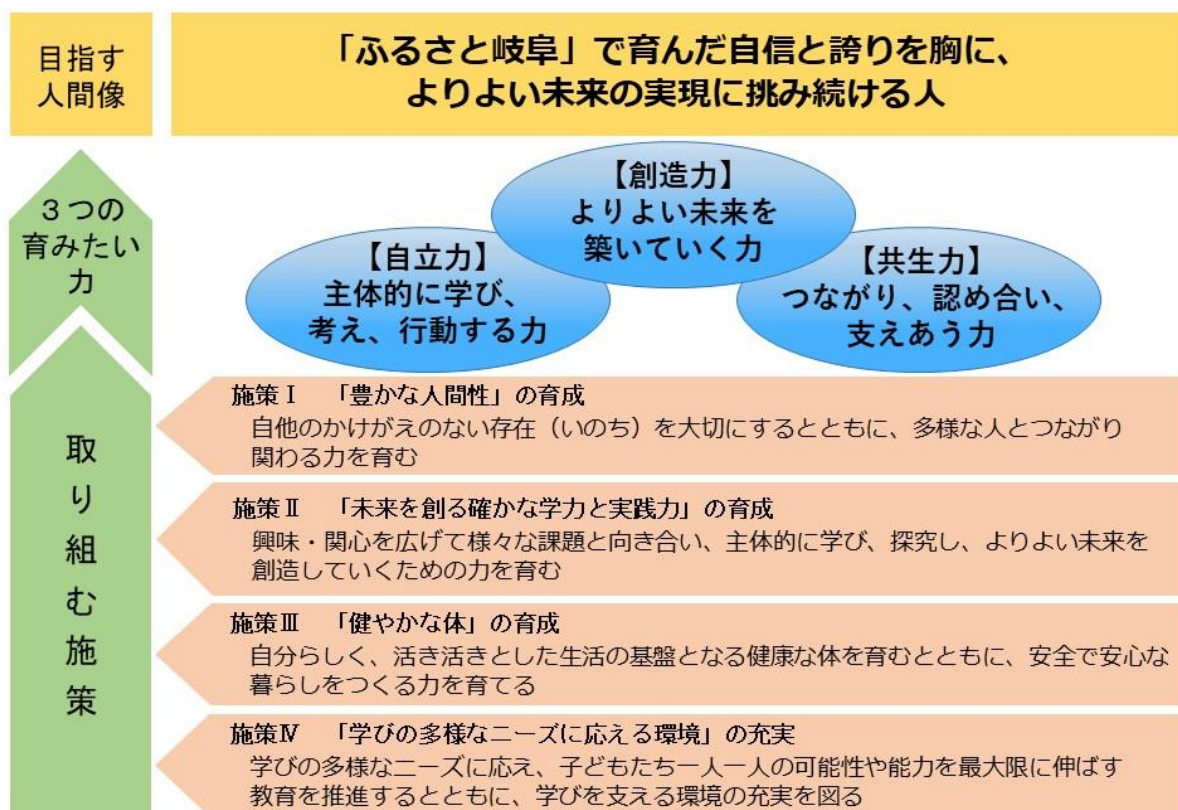 目指す
人間像
「ふるさと岐阜」で育んだ自信と誇りを胸に、
よりよい未来の実現に挑み続ける人
３つの
育みたい
力
【創造力】
よりよい未来を
築いていく力
【自立力】
主体的に学び、
考え、行動する力
【共生力】
つながり、認め合い、
支えあう力
取り組む施策
施策Ⅰ　「豊かな人間性」の育成
自他のかけがえのない存在（いのち）を大切にするとともに、多様な人とつながり
関わる力を育む
施策Ⅱ　「未来を創る確かな学力と実践力」の育成
興味・関心を広げて様々な課題と向き合い、主体的に学び、探究し、よりよい未来を
創造していくための力を育む
施策Ⅲ　「健やかな体」の育成
自分らしく、活き活きとした生活の基盤となる健康な体を育むとともに、安全で安心な
暮らしをつくる力を育てる
施策Ⅳ　「学びの多様なニーズに応える環境」の充実
学びの多様なニーズに応え、子どもたち一人一人の可能性や能力を最大限に伸ばす
教育を推進するとともに、学びを支える環境の充実を図る